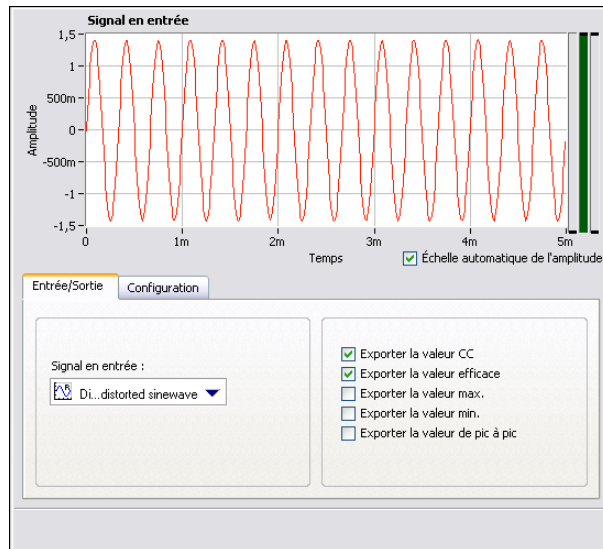 Signal en entrée
1,5
1
500m
0
-500m
-1
-1,5
Amplitude
0
1m
2m
3m
4m
5m
Temps
Échelle automatique de l'amplitude
Entrée/Sortie
Configuration
Signal en entrée :
Di...distorted sinewave
Exporter la valeur CC
Exporter la valeur efficace
Exporter la valeur max.
Exporter la valeur min.
Exporter la valeur de pic à pic